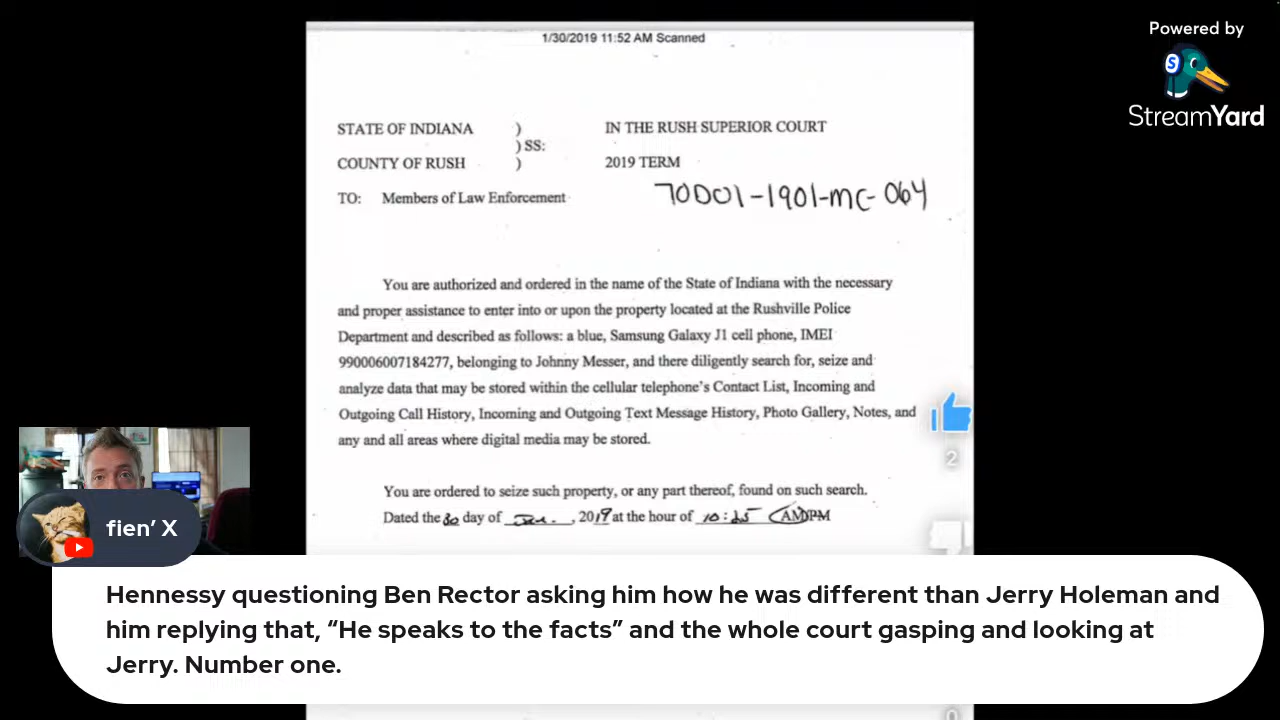 1/30/2019 11:52 AM Scanned
Powered by
StreamYard
STATE OF INDIANA ) IN THE RUSH SUPERIOR COURT
) SS:
COUNTY OF RUSH ) 2019 TERM
TO: Members of Law Enforcement 70D01-1901-MC-064
You are authorized and ordered in the name of the State of Indiana with the necessary
and proper assistance to enter into or upon the property located at the Rushville Police
Department and described as follows: a blue, Samsung Galaxy J1 cell phone, IMEI
990006007184277, belonging to Johnny Messer, and there diligently search for, seize and
analyze data that may be stored within the cellular telephone's Contact List, Incoming and
Outgoing Call History, Incoming and Outgoing Text Message History, Photo Gallery, Notes, and
any and all areas where digital media may be stored.
2
You are ordered to seize such property, or any part thereof, found on such search.
Dated the 30 day of Jan. , 2019 at the hour of 10:25 AM/PM
fien' X
Hennessy questioning Ben Rector asking him how he was different than Jerry Holeman and
him replying that, “He speaks to the facts” and the whole court gasping and looking at
Jerry. Number one.
0